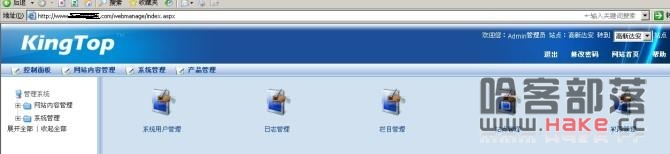 后退 搜索 收藏夹
地址(D) http://www. .com/webmanage/index.aspx 输入关键字搜索
KingTop
欢迎您: Admin管理员 站点: 高新达安 转到 高新达安 站点
退出 修改密码 网站首页 帮助
控制面板 网站内容管理 系统管理 产品管理
管理系统
网站内容管理
系统管理
展开全部 | 收起全部
系统用户管理 日志管理 栏目管理
哈客部落
www.Hake.cc